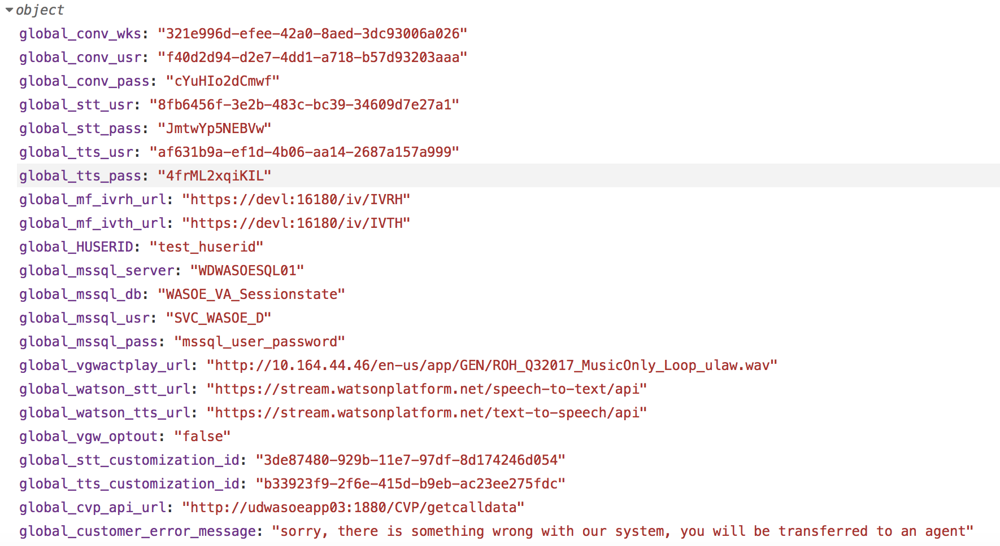 object
global_conv_wks: "321e996d-efee-42a0-8aed-3dc93006a026"
global_conv_usr: "f40d2d94-d2e7-4dd1-a718-b57d93203aaa"
global_conv_pass: "cYuHIo2dCmwf"
global_stt_usr: "8fb6456f-3e2b-483c-bc39-34609d7e27a1"
global_stt_pass: "JmtwYp5NEBVw"
global_tts_usr: "af631b9a-ef1d-4b06-aa14-2687a157a999"
global_tts_pass: "4frML2xqiKIL"
global_mf_ivrh_url: "https://devl:16180/iv/IVRH"
global_mf_ivth_url: "https://devl:16180/iv/IVTH"
global_HUSERID: "test_huserid"
global_mssql_server: "WDWASOESQL01"
global_mssql_db: "WASOE_VA_Sessionstate"
global_mssql_usr: "SVC_WASOE_D"
global_mssql_pass: "mssql_user_password"
global_vgwactplay_url: "http://10.164.44.46/en-us/app/GEN/ROH_Q32017_MusicOnly_Loop_ulaw.wav"
global_watson_stt_url: "https://stream.watsonplatform.net/speech-to-text/api"
global_watson_tts_url: "https://stream.watsonplatform.net/text-to-speech/api"
global_vgw_optout: "false"
global_stt_customization_id: "3de87480-929b-11e7-97df-8d174246d054"
global_tts_customization_id: "b33923f9-2f6e-415d-b9eb-ac23ee275fdc"
global_cvp_api_url: "http://udwasoeapp03:1880/CVP/getcalldata"
global_customer_error_message: "sorry, there is something wrong with our system, you will be transferred to an agent"